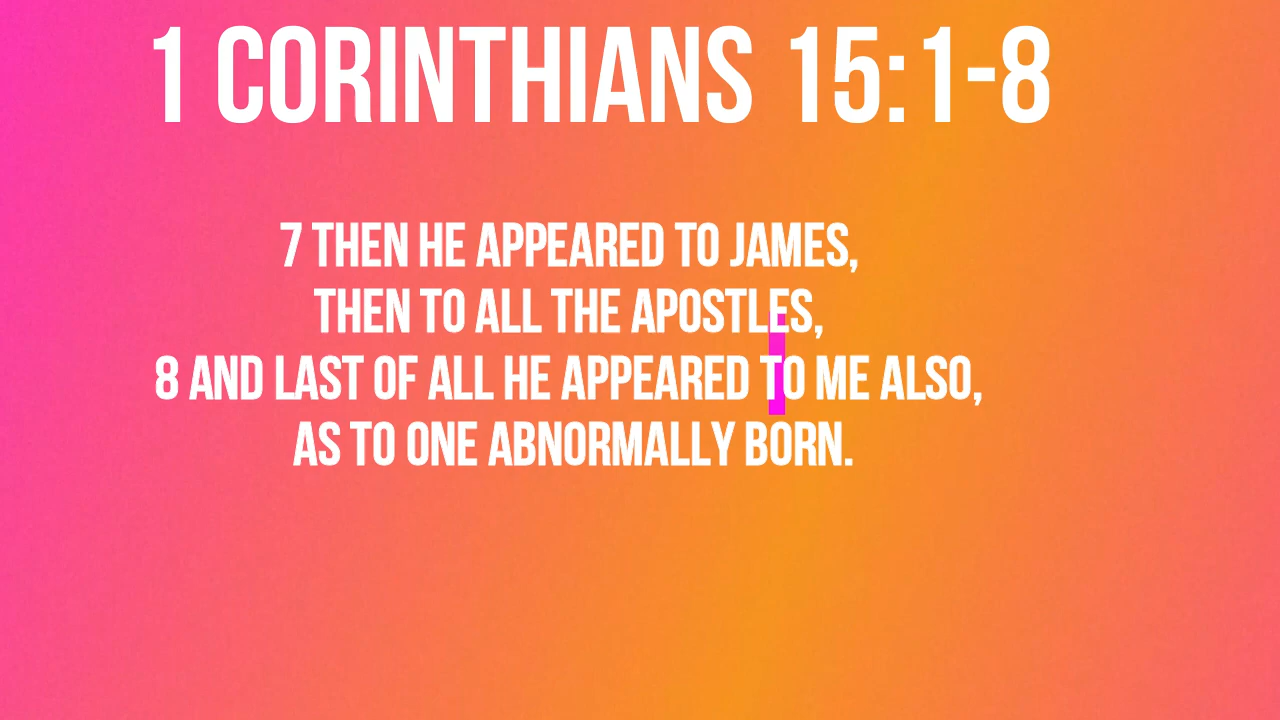 1 CORINTHIANS 15:1-8
7 THEN HE APPEARED TO JAMES,
THEN TO ALL THE APOSTLES,
8 AND LAST OF ALL HE APPEARED TO ME ALSO,
AS TO ONE ABNORMALLY BORN.